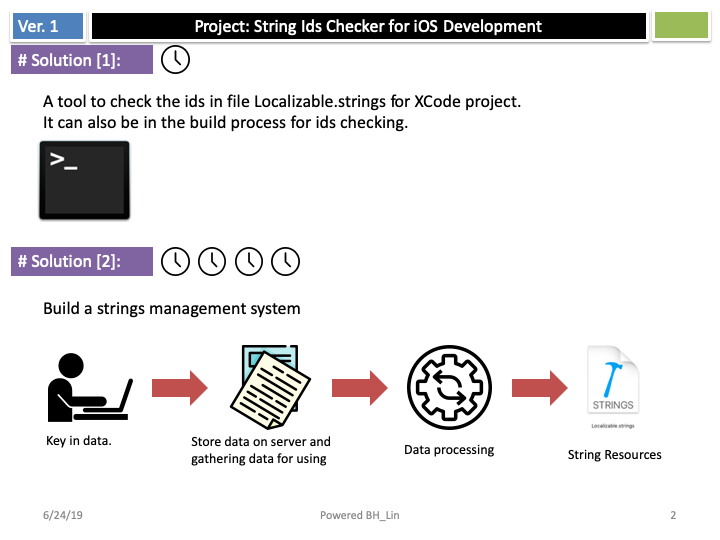 Ver. 1
Project: String Ids Checker for iOS Development
# Solution [1]:
A tool to check the ids in file Localizable.strings for XCode project.
It can also be in the build process for ids checking.
>_
# Solution [2]:
Build a strings management system
STRINGS
Localizable.strings
Key in data.
Store data on server and
gathering data for using
Data processing
String Resources
6/24/19
Powered BH_Lin
2